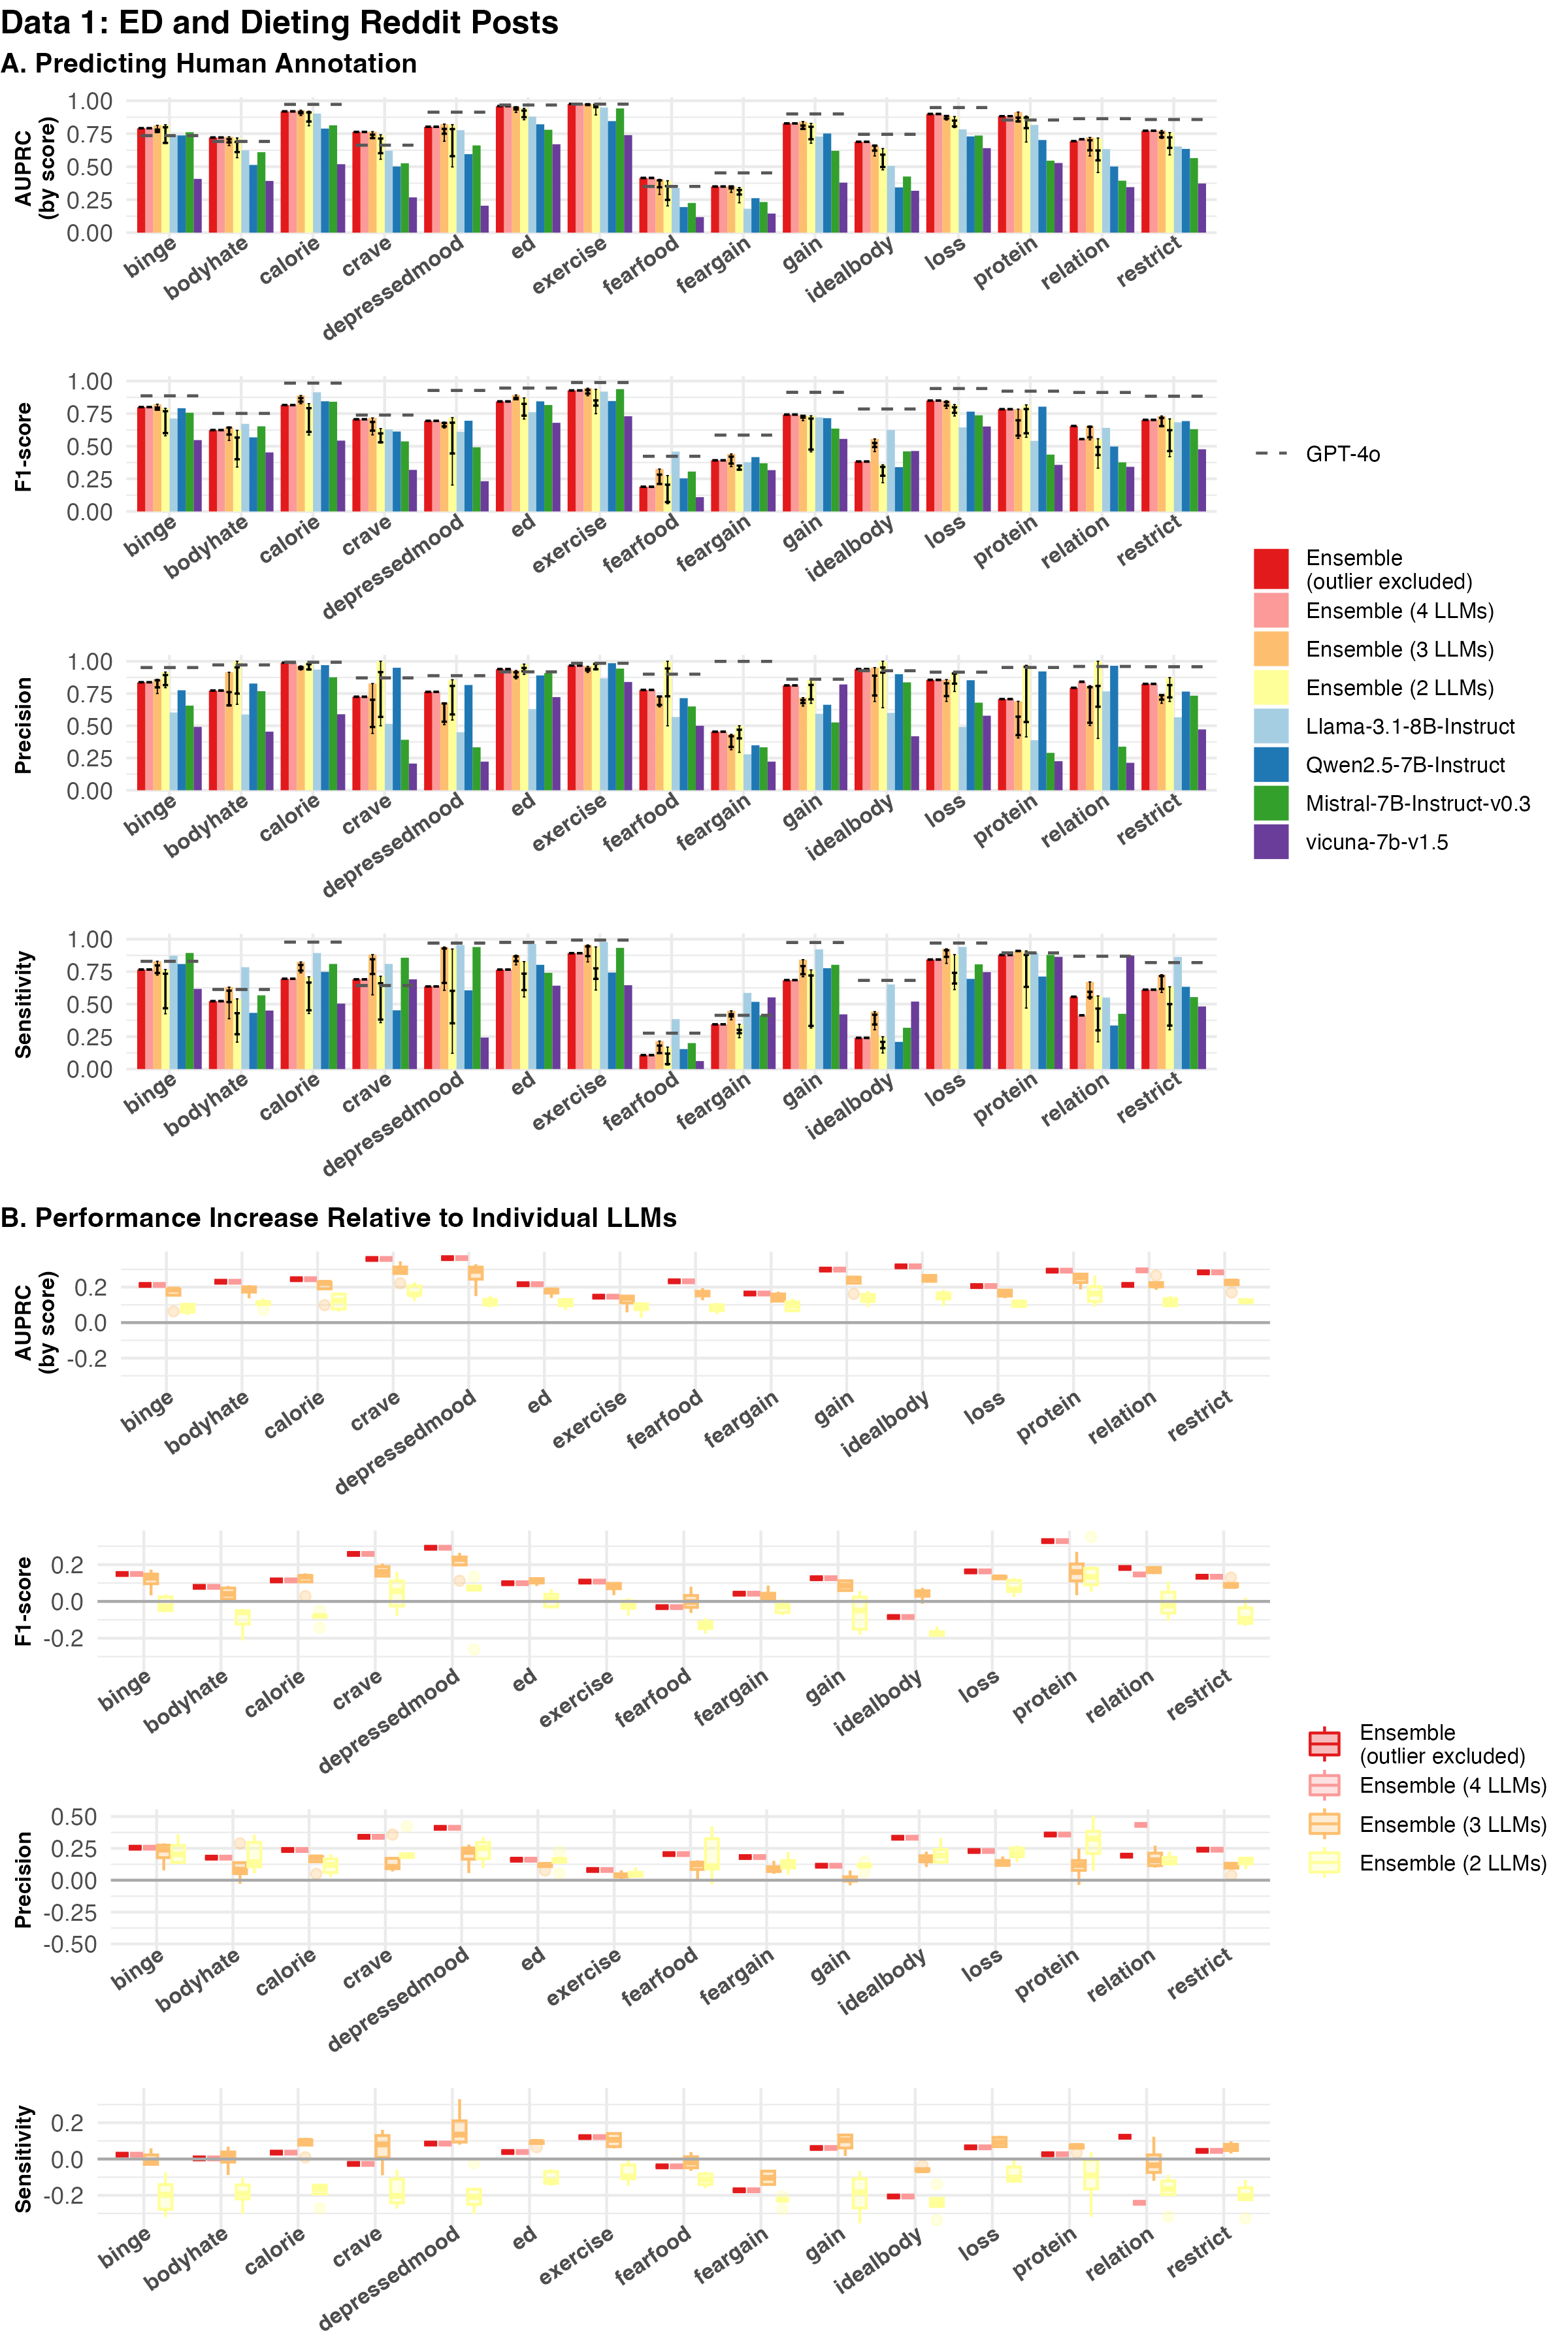 Data 1: ED and Dieting Reddit Posts
A. Predicting Human Annotation
AUPRC
(by score)
1.00
0.75
0.50
0.25
0.00
binge
bodyhate
calorie
crave
depressedmood
ed
exercise
fearfood
feargain
gain
idealbody
loss
protein
relation
restrict
F1-score
1.00
0.75
0.50
0.25
0.00
binge
bodyhate
calorie
crave
depressedmood
ed
exercise
fearfood
feargain
gain
idealbody
loss
protein
relation
restrict
Precision
1.00
0.75
0.50
0.25
0.00
binge
bodyhate
calorie
crave
depressedmood
ed
exercise
fearfood
feargain
gain
idealbody
loss
protein
relation
restrict
Sensitivity
1.00
0.75
0.50
0.25
0.00
binge
bodyhate
calorie
crave
depressedmood
ed
exercise
fearfood
feargain
gain
idealbody
loss
protein
relation
restrict
GPT-4o
Ensemble
(outlier excluded)
Ensemble (4 LLMs)
Ensemble (3 LLMs)
Ensemble (2 LLMs)
Llama-3.1-8B-Instruct
Qwen2.5-7B-Instruct
Mistral-7B-Instruct-v0.3
vicuna-7b-v1.5
B. Performance Increase Relative to Individual LLMs
AUPRC
(by score)
0.2
0.0
-0.2
binge
bodyhate
calorie
crave
depressedmood
ed
exercise
fearfood
feargain
gain
idealbody
loss
protein
relation
restrict
F1-score
0.2
0.0
-0.2
binge
bodyhate
calorie
crave
depressedmood
ed
exercise
fearfood
feargain
gain
idealbody
loss
protein
relation
restrict
Precision
0.50
0.25
0.00
-0.25
-0.50
binge
bodyhate
calorie
crave
depressedmood
ed
exercise
fearfood
feargain
gain
idealbody
loss
protein
relation
restrict
Sensitivity
0.2
0.0
-0.2
binge
bodyhate
calorie
crave
depressedmood
ed
exercise
fearfood
feargain
gain
idealbody
loss
protein
relation
restrict
Ensemble
(outlier excluded)
Ensemble (4 LLMs)
Ensemble (3 LLMs)
Ensemble (2 LLMs)